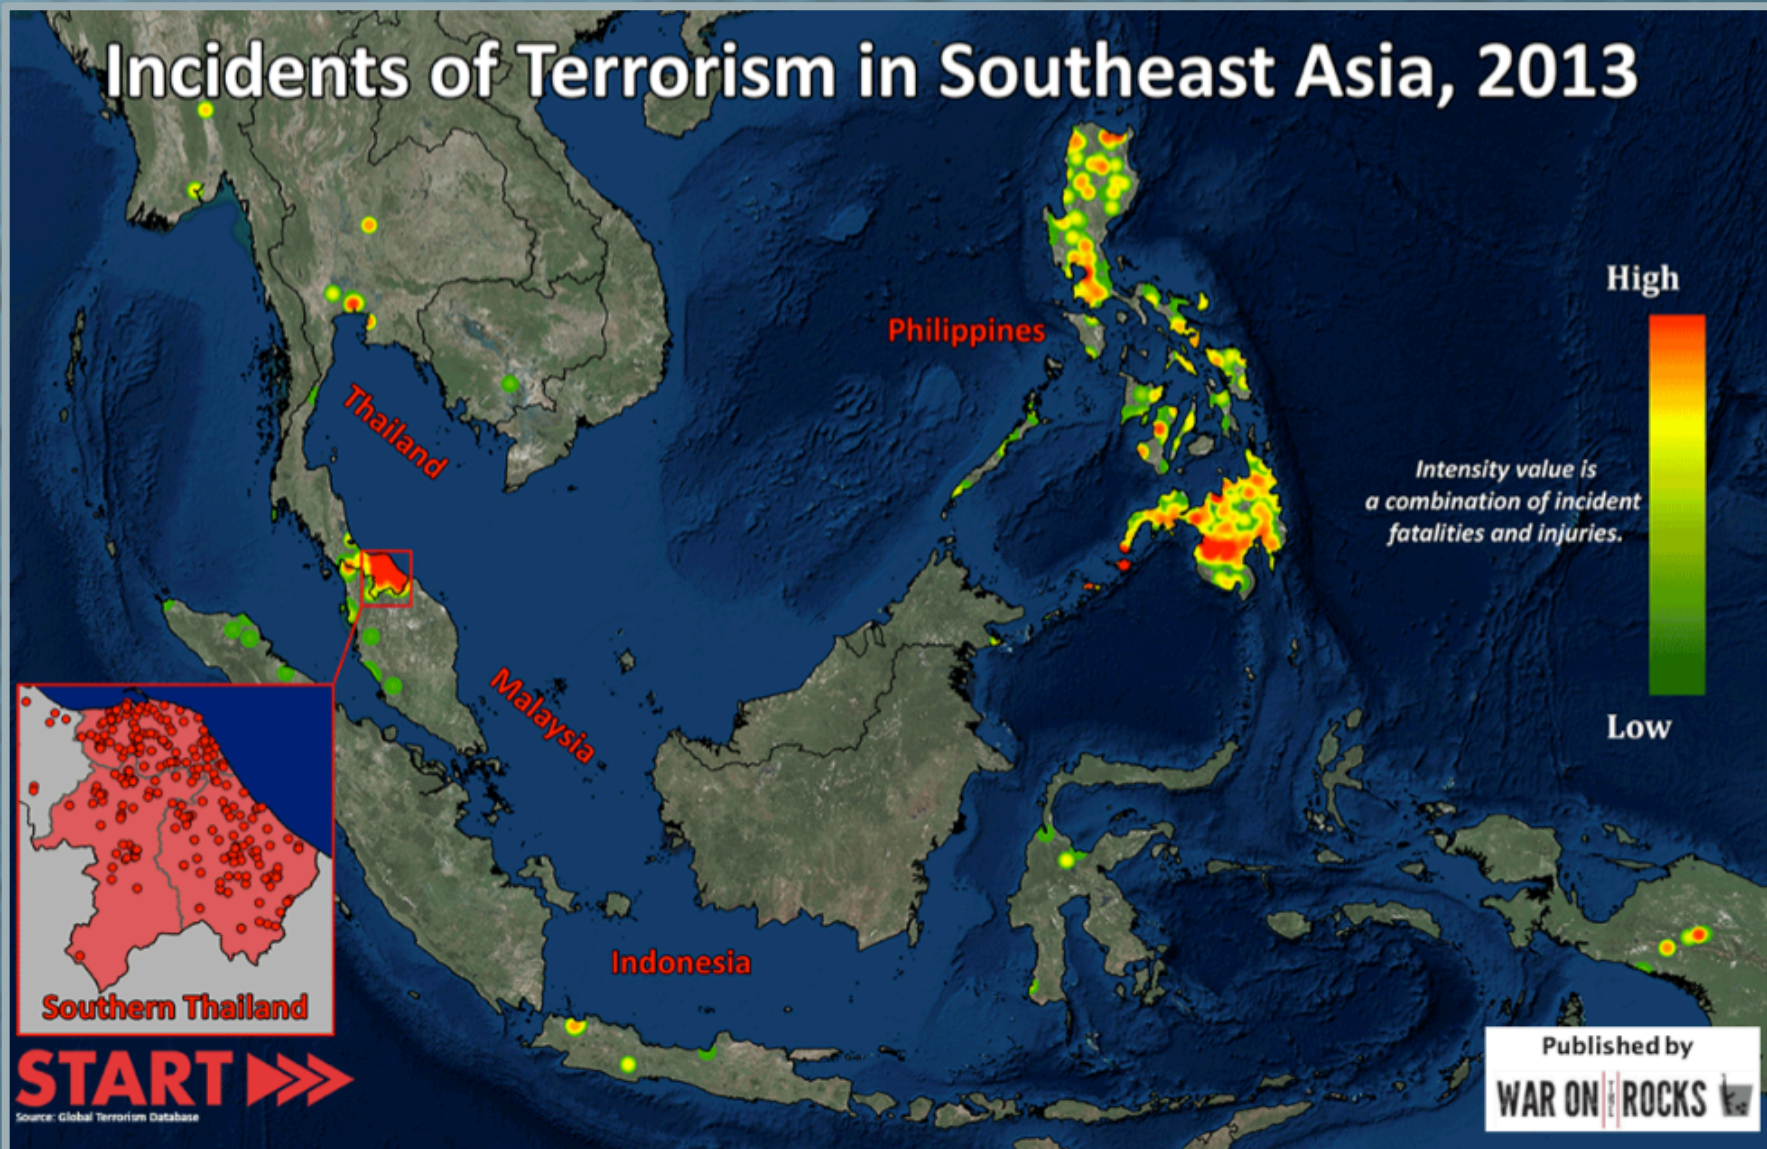 Incidents of Terrorism in Southeast Asia, 2013
High
Philippines
Thailand
Intensity value is
a combination of incident
fatalities and injuries.
Malaysia
Low
Indonesia
Southern Thailand
START
Source: Global Terrorism Database
Published by
WAR ON THE ROCKS